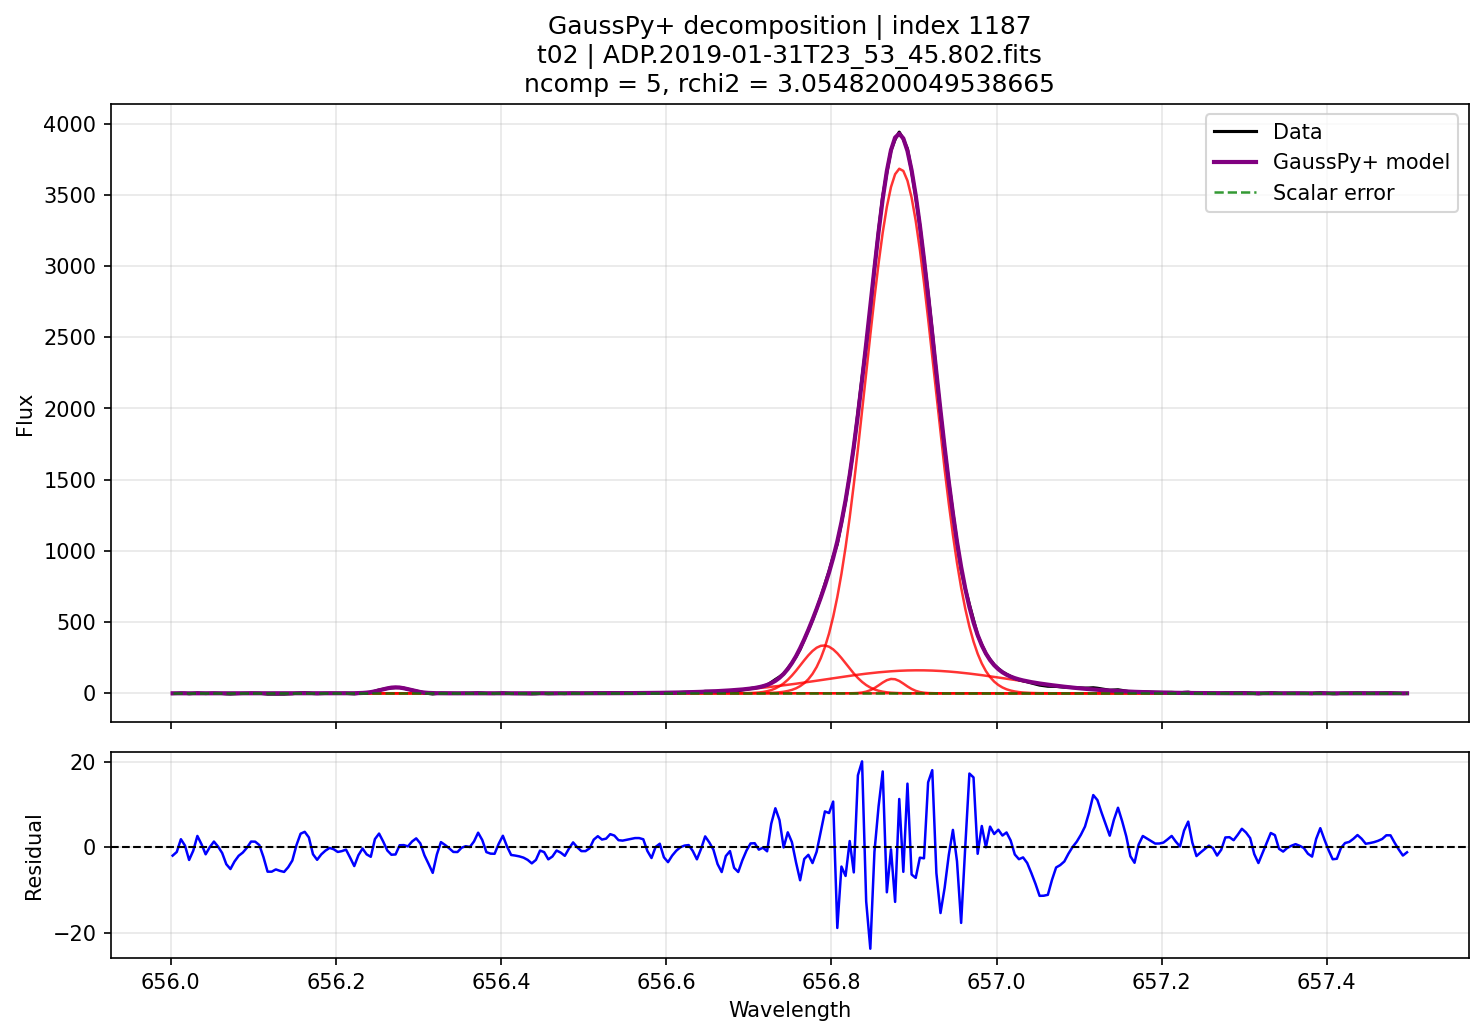 GaussPy+ decomposition | index 1187
t02 | ADP.2019-01-31T23_53_45.802.fits
ncomp = 5, rchi2 = 3.0548200049538665
4000
3500
3000
2500
2000
1500
1000
500
0
Flux
Data
GaussPy+ model
Scalar error
20
0
−20
Residual
656.0
656.2
656.4
656.6
656.8
657.0
657.2
657.4
Wavelength